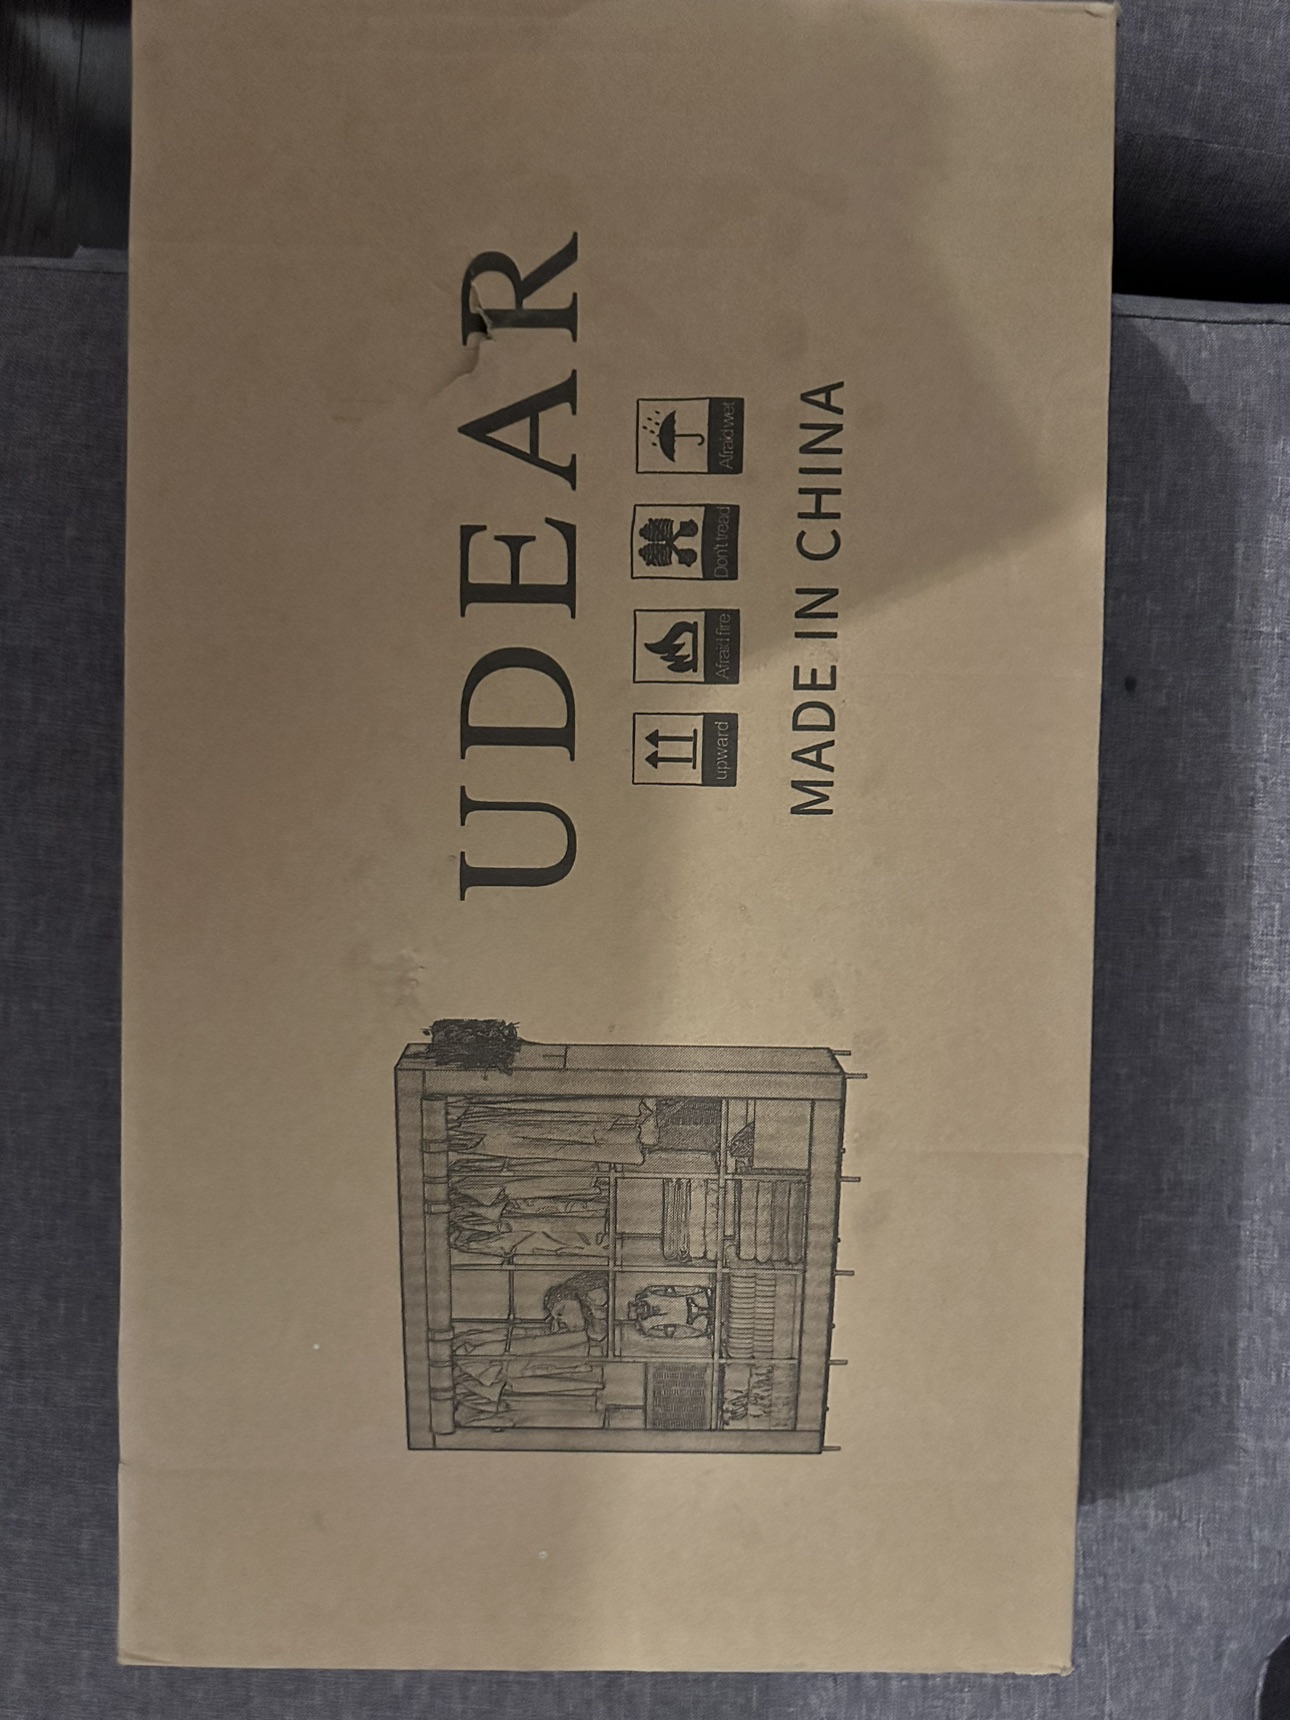 UDEAR
upward Afraid fire Don't tread Afraid wet
MADE IN CHINA